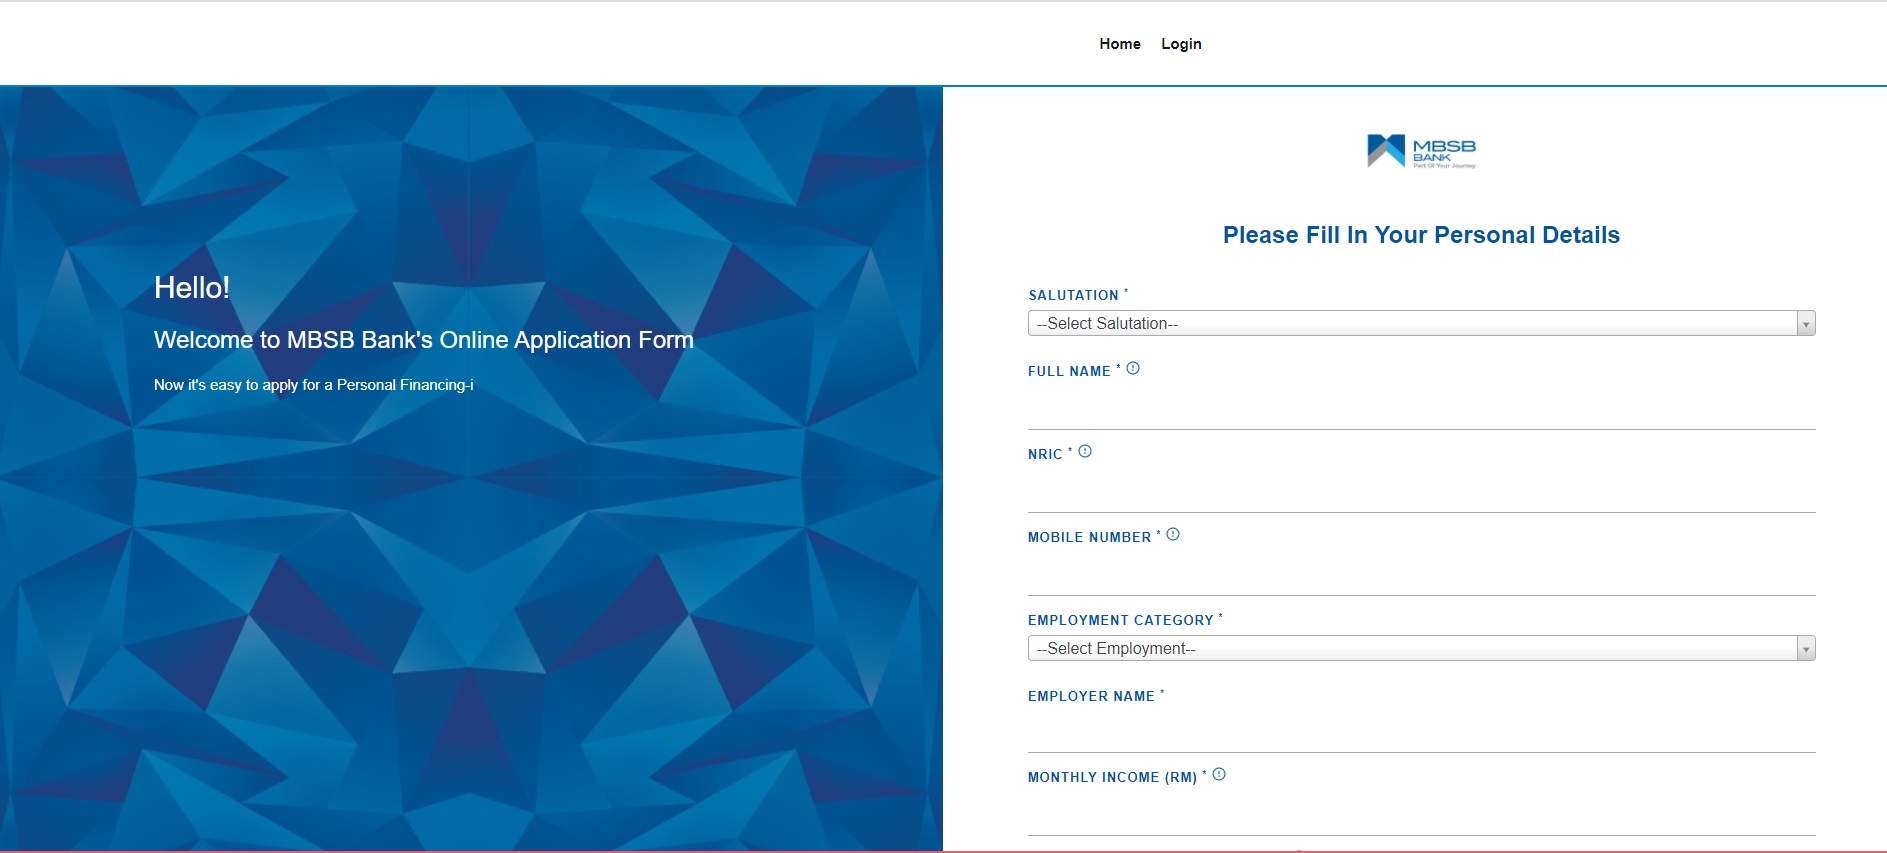 Home Login
Hello!
Welcome to MBSB Bank's Online Application Form
Now it's easy to apply for a Personal Financing-i
MBSB
BANK
Part Of Your Journey
Please Fill In Your Personal Details
SALUTATION *
--Select Salutation--
FULL NAME *
NRIC *
MOBILE NUMBER *
EMPLOYMENT CATEGORY *
--Select Employment--
EMPLOYER NAME *
MONTHLY INCOME (RM) *